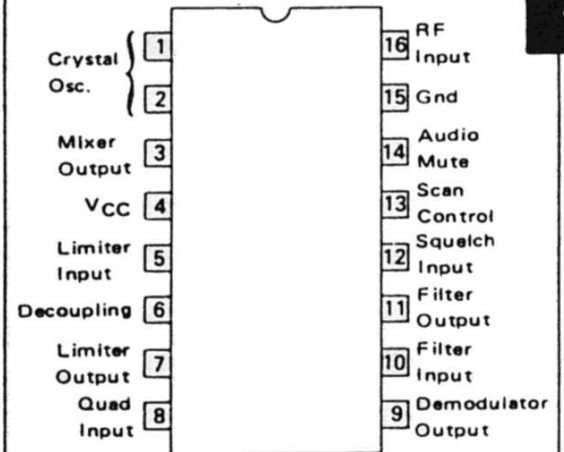 Crystal
Osc.
1
2
Mixer
Output
3
VCC
4
Limiter
Input
5
Decoupling
6
Limiter
Output
7
Quad
Input
8
16
RF
Input
15
Gnd
14
Audio
Mute
13
Scan
Control
12
Squelch
Input
11
Filter
Output
10
Filter
Input
9
Demodulator
Output